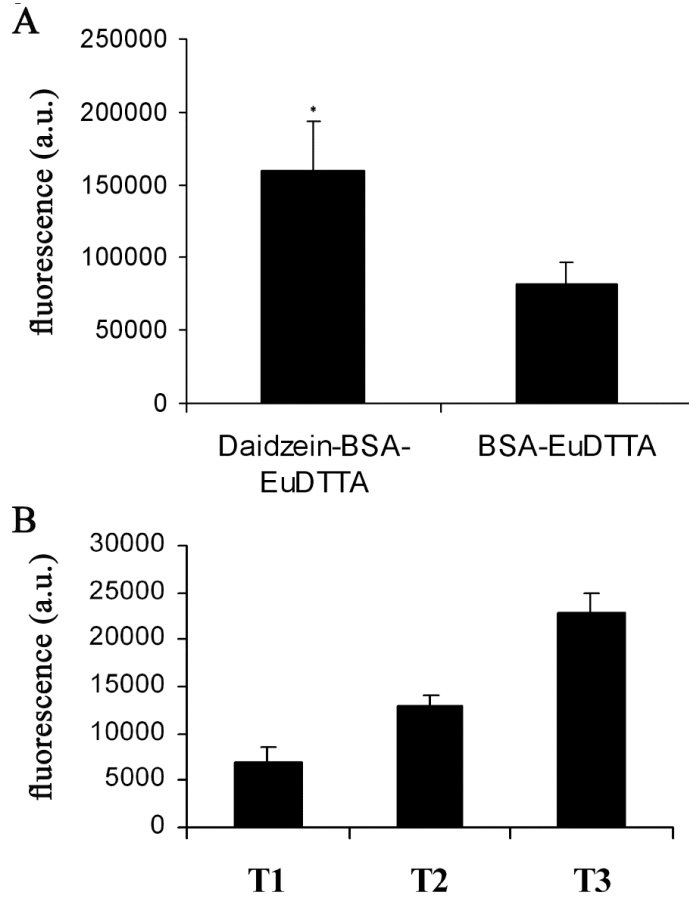 A
250000
200000
150000
100000
50000
0
fluorescence (a.u.)
*
Daidzein-BSA-
EuDTTA
BSA-EuDTTA
B
30000
25000
20000
15000
10000
5000
0
fluorescence (a.u.)
T1 T2 T3